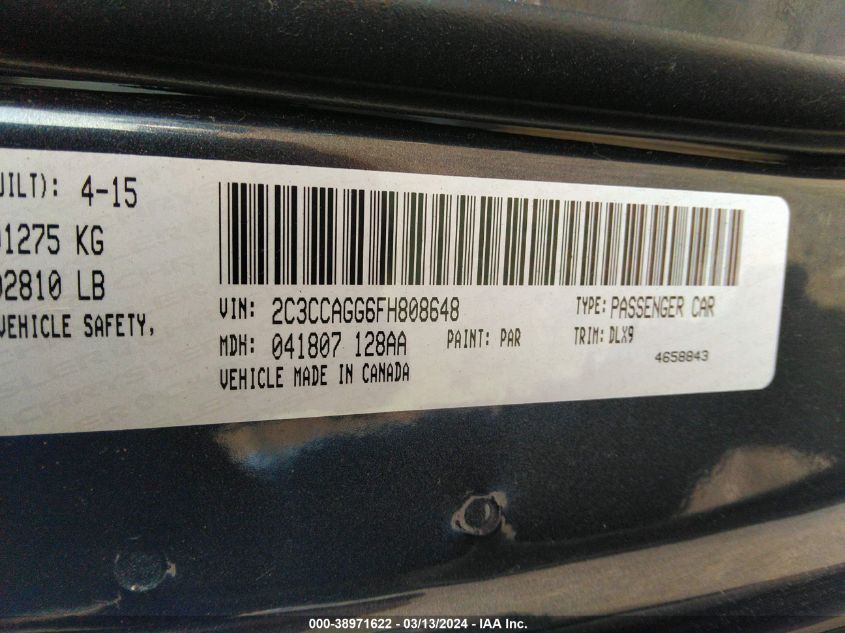 UILT): 4-15
01275 KG
02810 LB
VEHICLE SAFETY,
VIN: 2C3CCAGG6FH808648 TYPE: PASSENGER CAR
MDH: 041807 128AA PAINT: PAR TRIM: DLX9
VEHICLE MADE IN CANADA 4658843
000-38971622 - 03/13/2024 - IAA Inc.